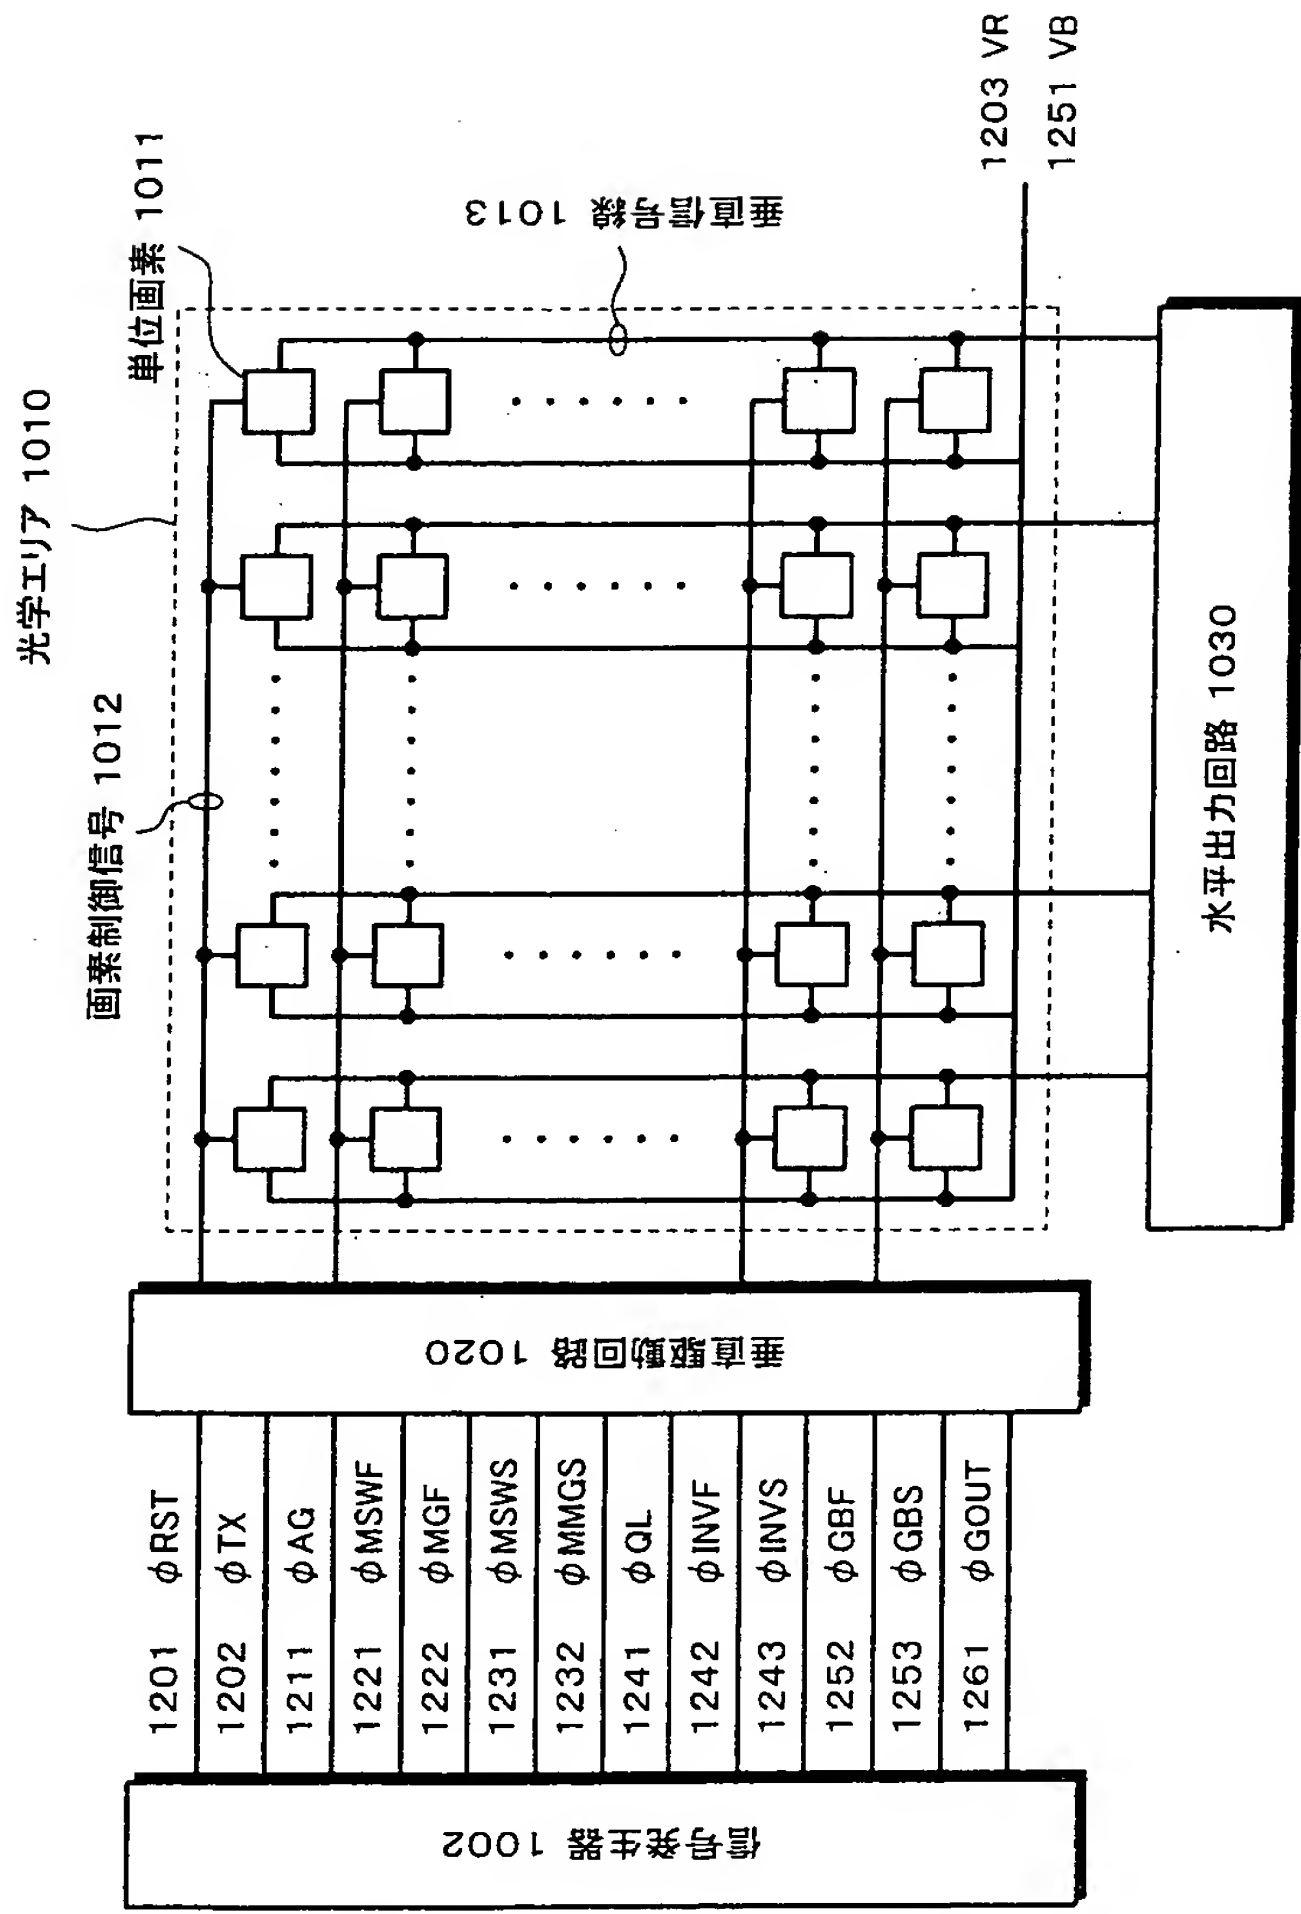 光学エリア 1010
画素制御信号 1012
単位画素 1011
垂直信号線 1013
1203 VR
1251 VB
信号発生器 1002
1201 φRST
1202 φTX
1211 φAG
1221 φMSWF
1222 φMGF
1231 φMSWS
1232 φMMGS
1241 φQL
1242 φINVF
1243 φINVS
1252 φGBF
1253 φGBS
1261 φGOUT
垂直駆動回路 1020
水平出力回路 1030